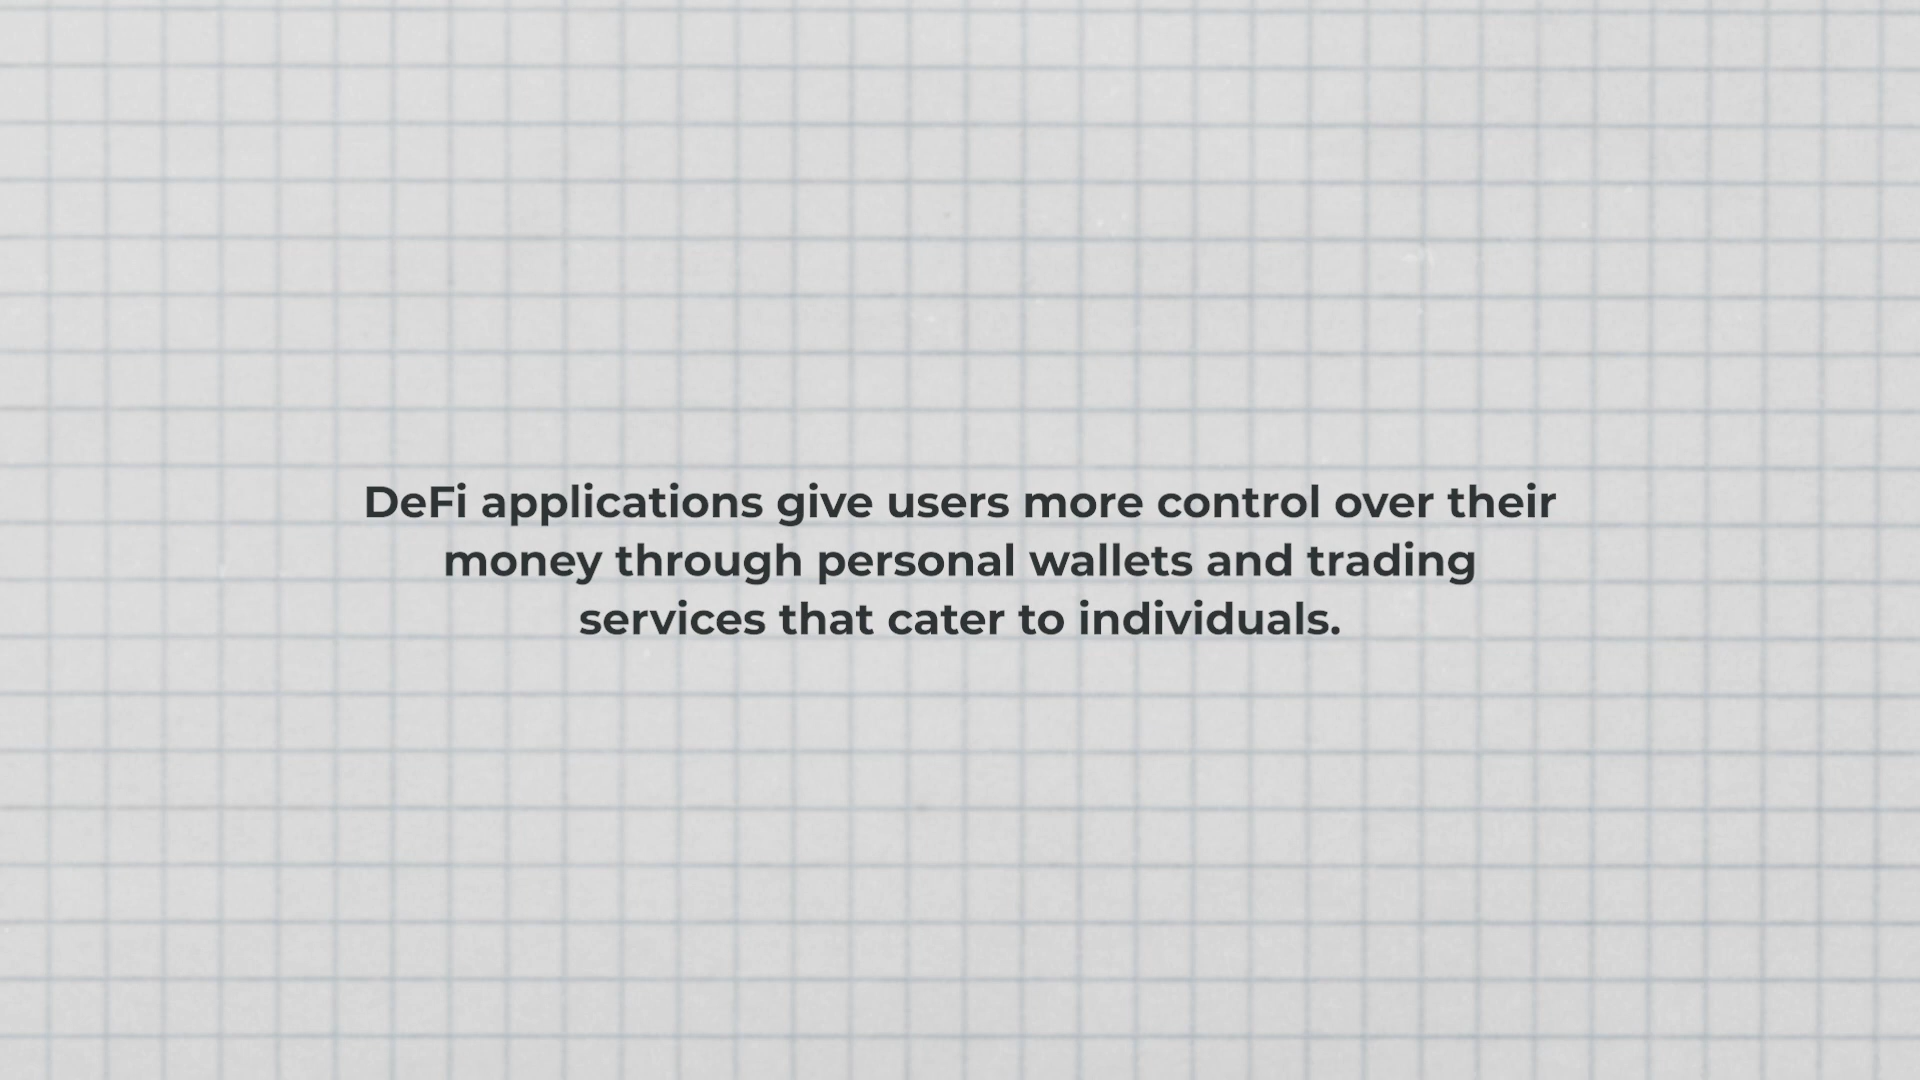 DeFi applications give users more control over their
money through personal wallets and trading
services that cater to individuals.